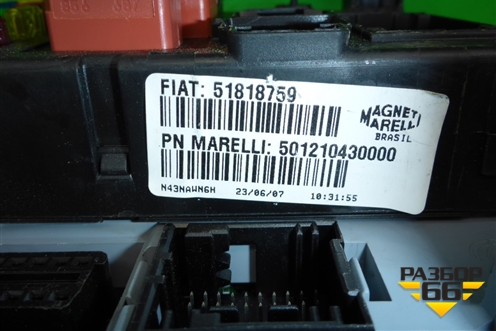 FIAT: 51818759
MAGNETI
MARELLI
BRASIL
PN MARELLI: 501210430000
N43NAWN6H 23/06/07 10:31:55
РАЗБОР
66